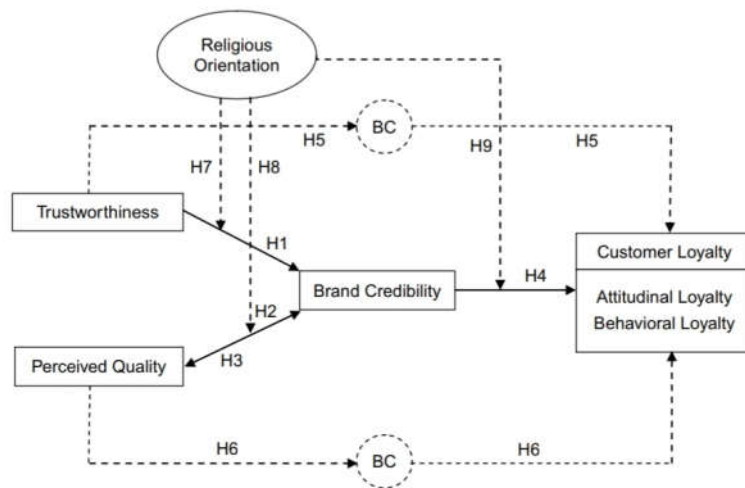 Religious
Orientation
H5
BC
H5
H7
H8
H9
Trustworthiness
H1
Customer Loyalty
Brand Credibility
H4
Attitudinal Loyalty
Behavioral Loyalty
H2
H3
Perceived Quality
H6
BC
H6